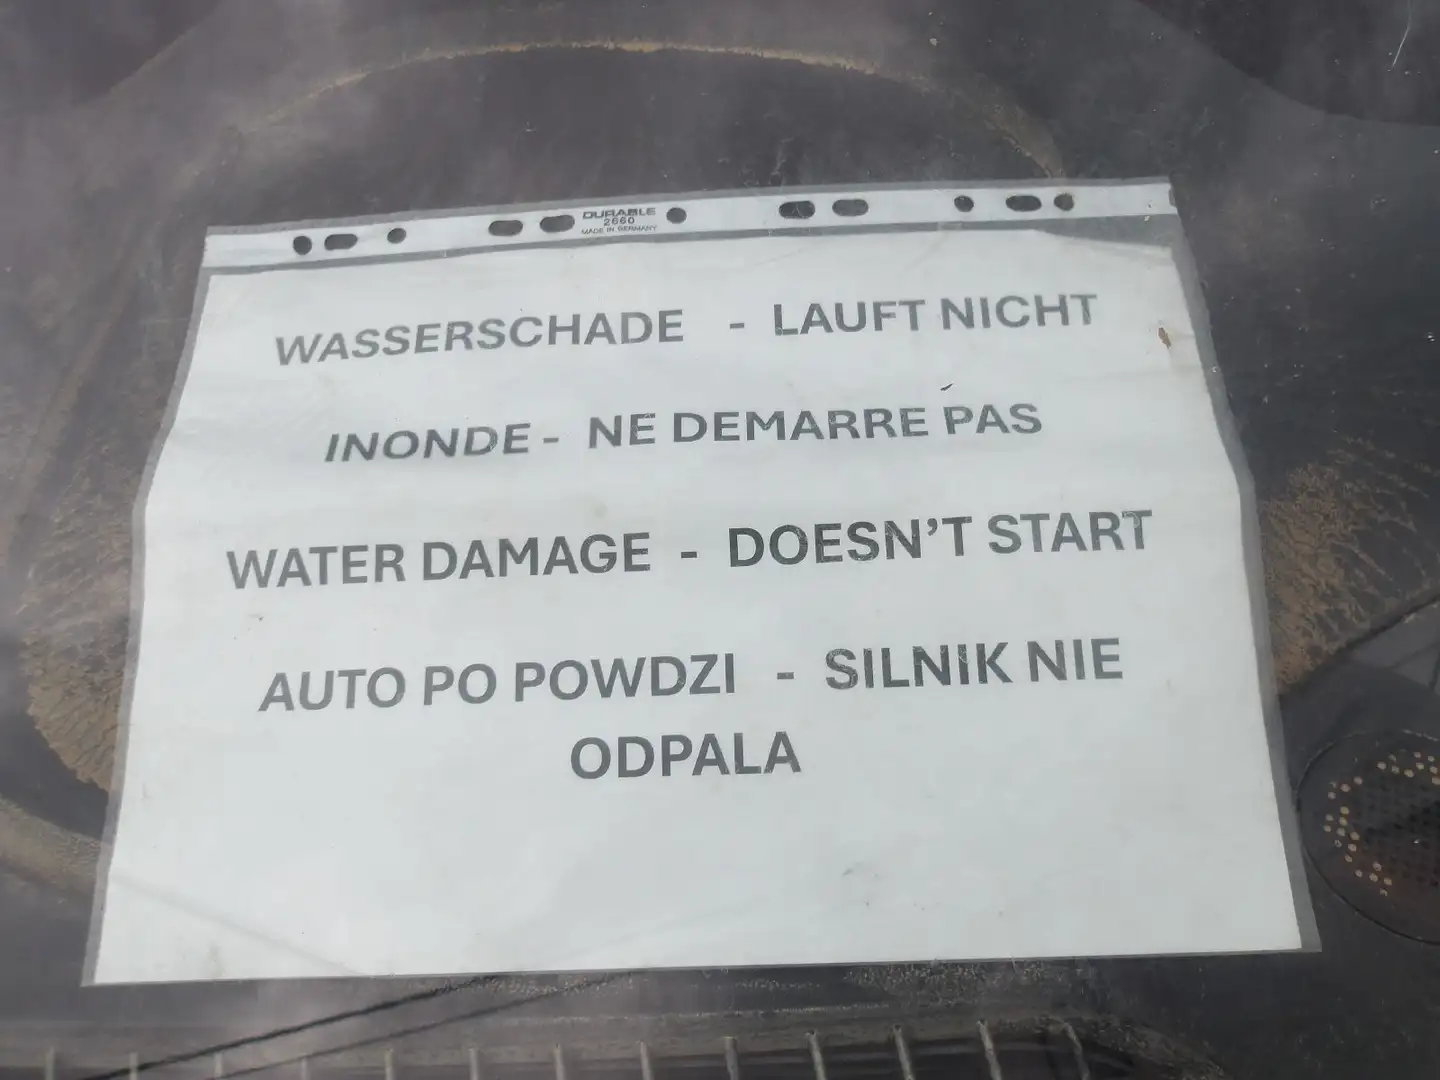 DURABLE
2660
MADE IN GERMANY
WASSERSCHADE - LAUFT NICHT
INONDE - NE DEMARRE PAS
WATER DAMAGE - DOESN'T START
AUTO PO POWDZI - SILNIK NIE
ODPALA